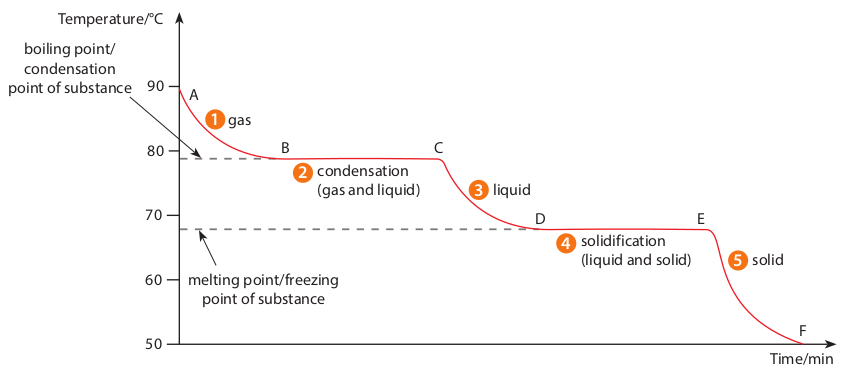 Temperature/°C
boiling point/
condensation
point of substance
90
A
1 gas
80
B
C
2 condensation
(gas and liquid)
3 liquid
70
D
E
4 solidification
(liquid and solid)
5 solid
60
melting point/freezing
point of substance
F
50
Time/min